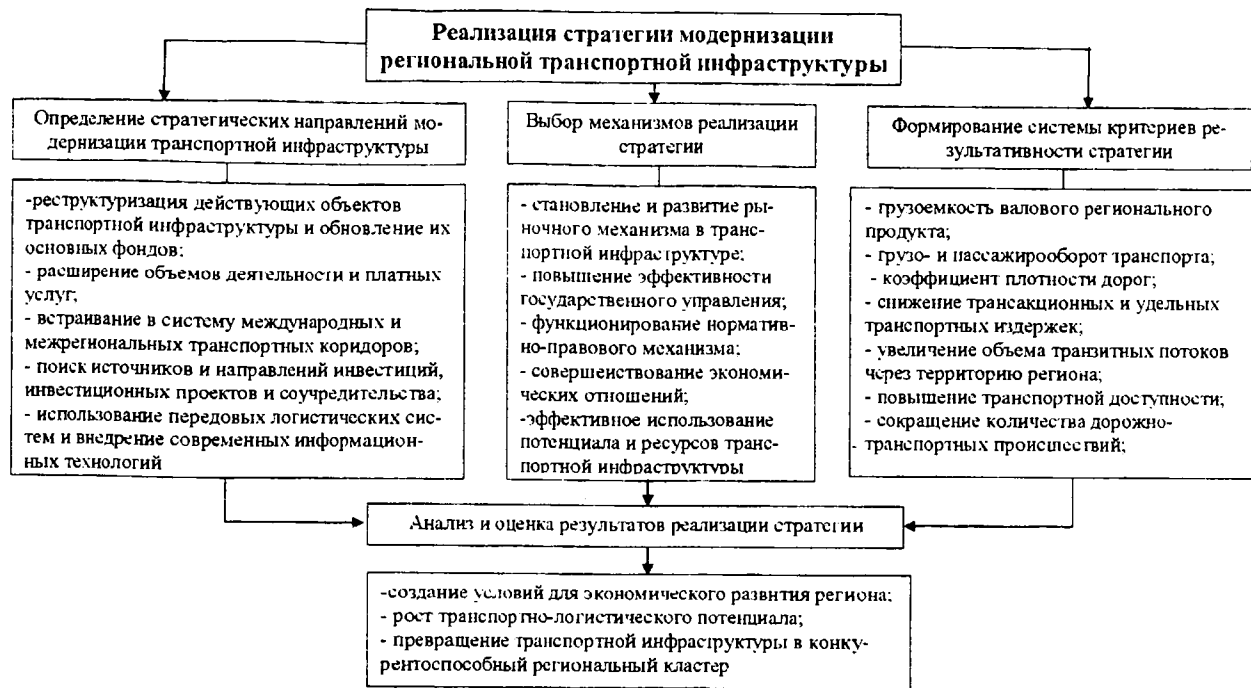 Реализация стратегии модернизации
региональной транспортной инфраструктуры
Определение стратегических направлений мо-
дернизации транспортной инфраструктуры
-реструктуризация действующих объектов
транспортной инфраструктуры и обновление их
основных фондов;
- расширение объемов деятельности и платных
услуг;
- встраивание в систему международных и
межрегиональных транспортных коридоров;
- поиск источников и направлений инвестиций,
инвестиционных проектов и соучредительства;
- использование передовых логистических сис-
тем и внедрение современных информацион-
ных технологий
Выбор механизмов реализации
стратегии
- становление и развитие ры-
ночного механизма в транс-
портной инфраструктуре;
- повышение эффективности
государственного управления;
- функционирование норматив-
но-правового механизма;
- совершенствование экономи-
ческих отношений;
-эффективное использование
потенциала и ресурсов транс-
портной инфраструктуры
Формирование системы критериев ре-
зультативности стратегии
- грузоемкость валового регионального
продукта;
- грузо- и пассажирооборот транспорта;
- коэффициент плотности дорог;
- снижение трансакционных и удельных
транспортных издержек;
- увеличение объема транзитных потоков
через территорию региона;
- повышение транспортной доступности;
- сокращение количества дорожно-
транспортных происшествий;
Анализ и оценка результатов реализации стратегии
-создание условий для экономического развития региона;
- рост транспортно-логистического потенциала;
- превращение транспортной инфраструктуры в конку-
рентоспособный региональный кластер